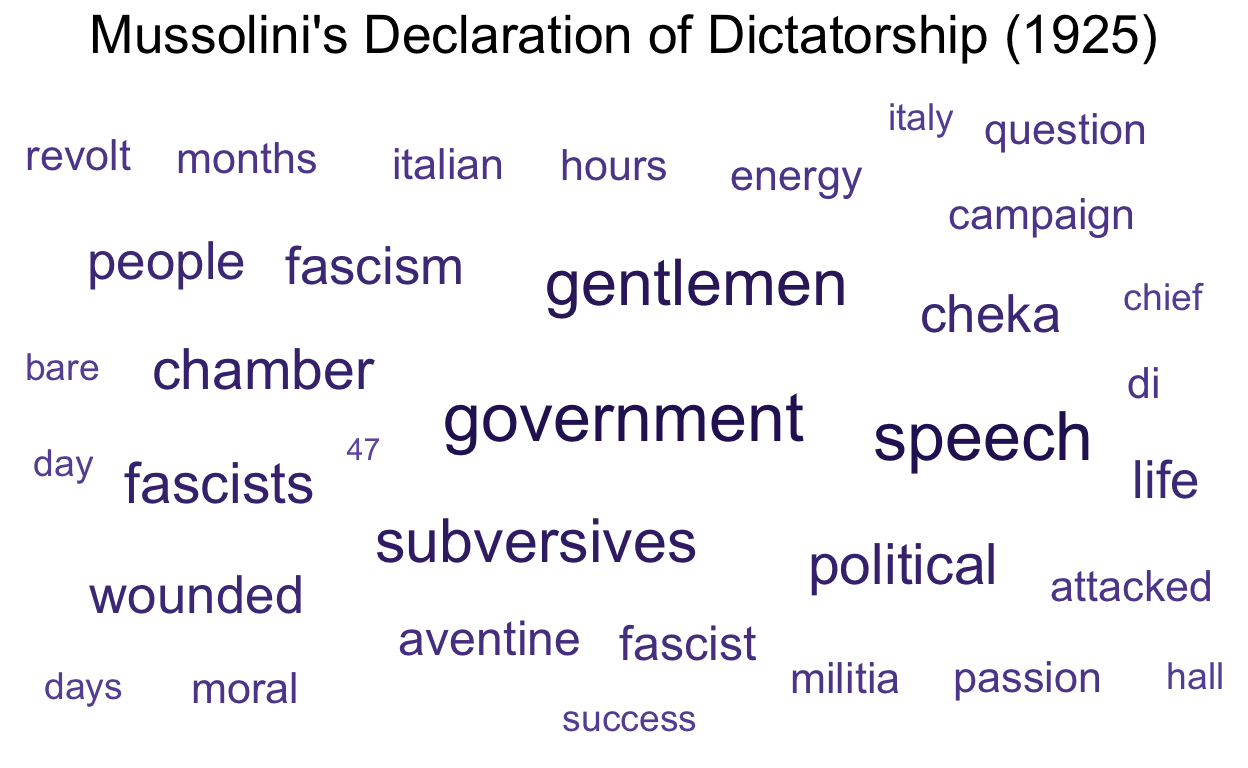 Mussolini's Declaration of Dictatorship (1925)
italy question
revolt months italian hours energy
campaign
people fascism gentlemen
cheka chief
bare chamber di
government speech
day 47
fascists life
subversives political
wounded attacked
aventine fascist
days moral militia passion hall
success